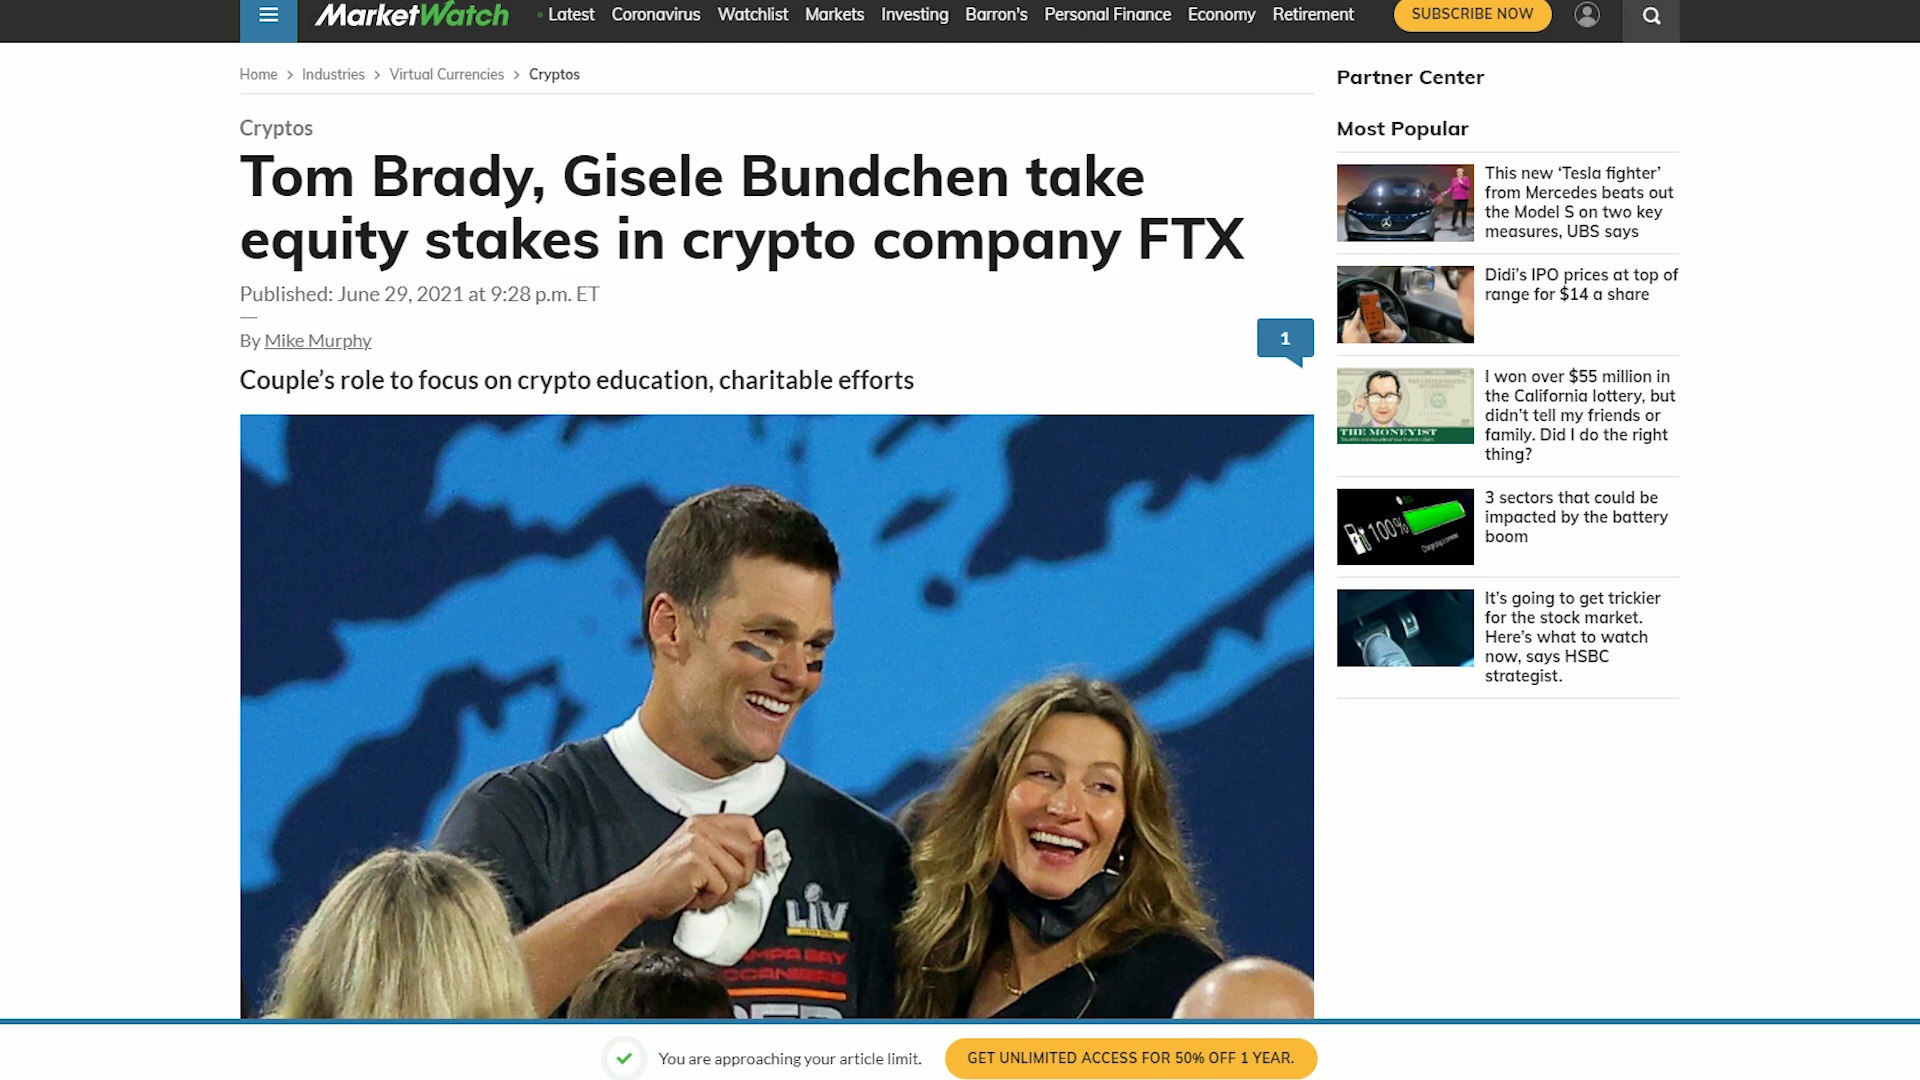 MarketWatch
Latest Coronavirus Watchlist Markets Investing Barron's Personal Finance Economy Retirement
SUBSCRIBE NOW
Home > Industries > Virtual Currencies > Cryptos
Cryptos
Tom Brady, Gisele Bundchen take
equity stakes in crypto company FTX
Published: June 29, 2021 at 9:28 p.m. ET
By Mike Murphy
1
Couple’s role to focus on crypto education, charitable efforts
LIV
Partner Center
Most Popular
This new ‘Tesla fighter’
from Mercedes beats out
the Model S on two key
measures, UBS says
Didi’s IPO prices at top of
range for $14 a share
THE MONEYIST
I won over $55 million in
the California lottery, but
didn’t tell my friends or
family. Did I do the right
thing?
100%
3 sectors that could be
impacted by the battery
boom
It’s going to get trickier
for the stock market.
Here’s what to watch
now, says HSBC
strategist.
You are approaching your article limit.
GET UNLIMITED ACCESS FOR 50% OFF 1 YEAR.